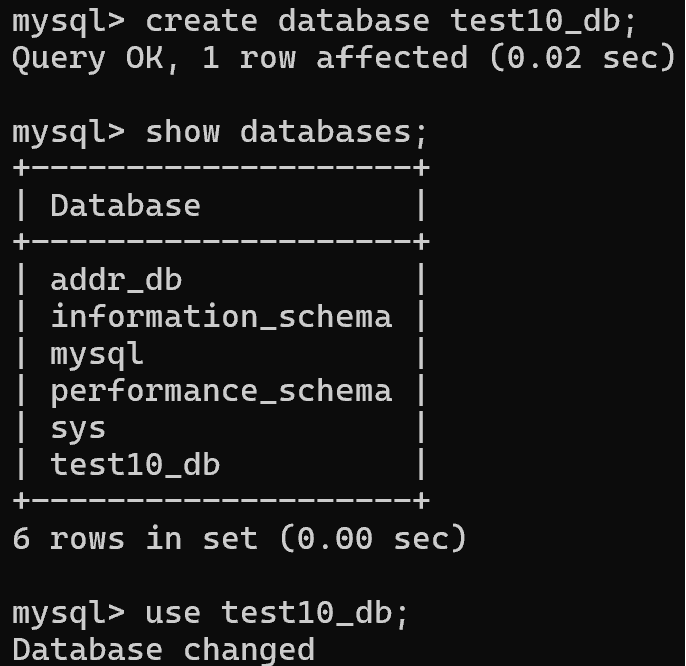 mysql> create database test10_db;
Query OK, 1 row affected (0.02 sec)
mysql> show databases;
+--------------------+
| Database           |
+--------------------+
| addr_db            |
| information_schema |
| mysql              |
| performance_schema |
| sys                |
| test10_db          |
+--------------------+
6 rows in set (0.00 sec)
mysql> use test10_db;
Database changed